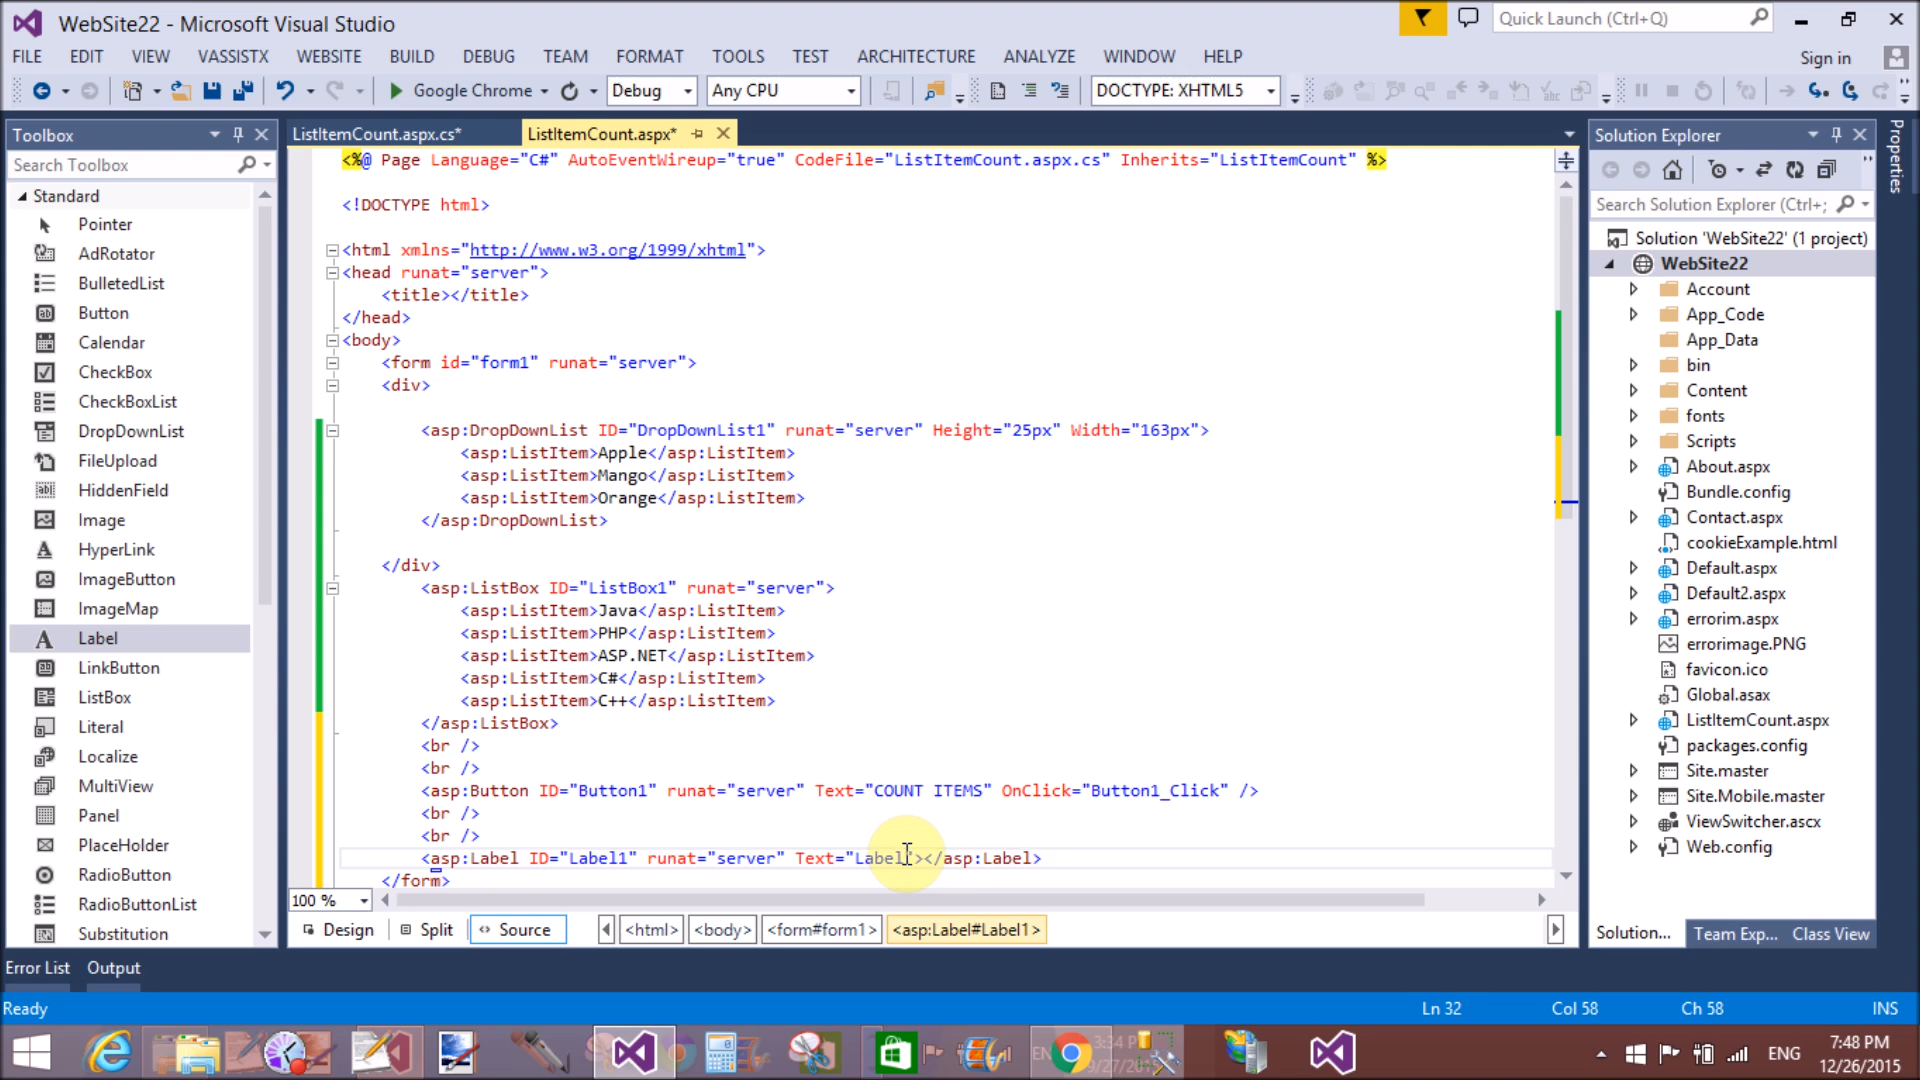 WebSite22 - Microsoft Visual Studio
Quick Launch (Ctrl+Q)
FILE EDIT VIEW VASSISTX WEBSITE BUILD DEBUG TEAM FORMAT TOOLS TEST ARCHITECTURE ANALYZE WINDOW HELP
Sign in
Google Chrome Debug Any CPU DOCTYPE: XHTML5
Toolbox
Search Toolbox
Standard
Pointer
AdRotator
BulletedList
Button
Calendar
CheckBox
CheckBoxList
DropDownList
FileUpload
HiddenField
Image
HyperLink
ImageButton
ImageMap
Label
LinkButton
ListBox
Literal
Localize
MultiView
Panel
PlaceHolder
RadioButton
RadioButtonList
Substitution
ListItemCount.aspx.cs*
ListItemCount.aspx*
<%@ Page Language="C#" AutoEventWireup="true" CodeFile="ListItemCount.aspx.cs" Inherits="ListItemCount" %>
<!DOCTYPE html>
<html xmlns="http://www.w3.org/1999/xhtml">
<head runat="server">
<title></title>
</head>
<body>
<form id="form1" runat="server">
<div>
<asp:DropDownList ID="DropDownList1" runat="server" Height="25px" Width="163px">
<asp:ListItem>Apple</asp:ListItem>
<asp:ListItem>Mango</asp:ListItem>
<asp:ListItem>Orange</asp:ListItem>
</asp:DropDownList>
</div>
<asp:ListBox ID="ListBox1" runat="server">
<asp:ListItem>Java</asp:ListItem>
<asp:ListItem>PHP</asp:ListItem>
<asp:ListItem>ASP.NET</asp:ListItem>
<asp:ListItem>C#</asp:ListItem>
<asp:ListItem>C++</asp:ListItem>
</asp:ListBox>
<br />
<br />
<asp:Button ID="Button1" runat="server" Text="COUNT ITEMS" OnClick="Button1_Click" />
<br />
<br />
<asp:Label ID="Label1" runat="server" Text="Label"></asp:Label>
</form>
100 %
Design Split Source <html> <body> <form#form1> <asp:Label#Label1>
Solution Explorer
Search Solution Explorer (Ctrl+;
Solution 'WebSite22' (1 project)
WebSite22
Account
App_Code
App_Data
bin
Content
fonts
Scripts
About.aspx
Bundle.config
Contact.aspx
cookieExample.html
Default.aspx
Default2.aspx
errorim.aspx
errorimage.PNG
favicon.ico
Global.asax
ListItemCount.aspx
packages.config
Site.master
Site.Mobile.master
ViewSwitcher.ascx
Web.config
Solution... Team Exp... Class View
Properties
Error List Output
Ready
Ln 32 Col 58 Ch 58 INS
ENG
7:48 PM
12/26/2015